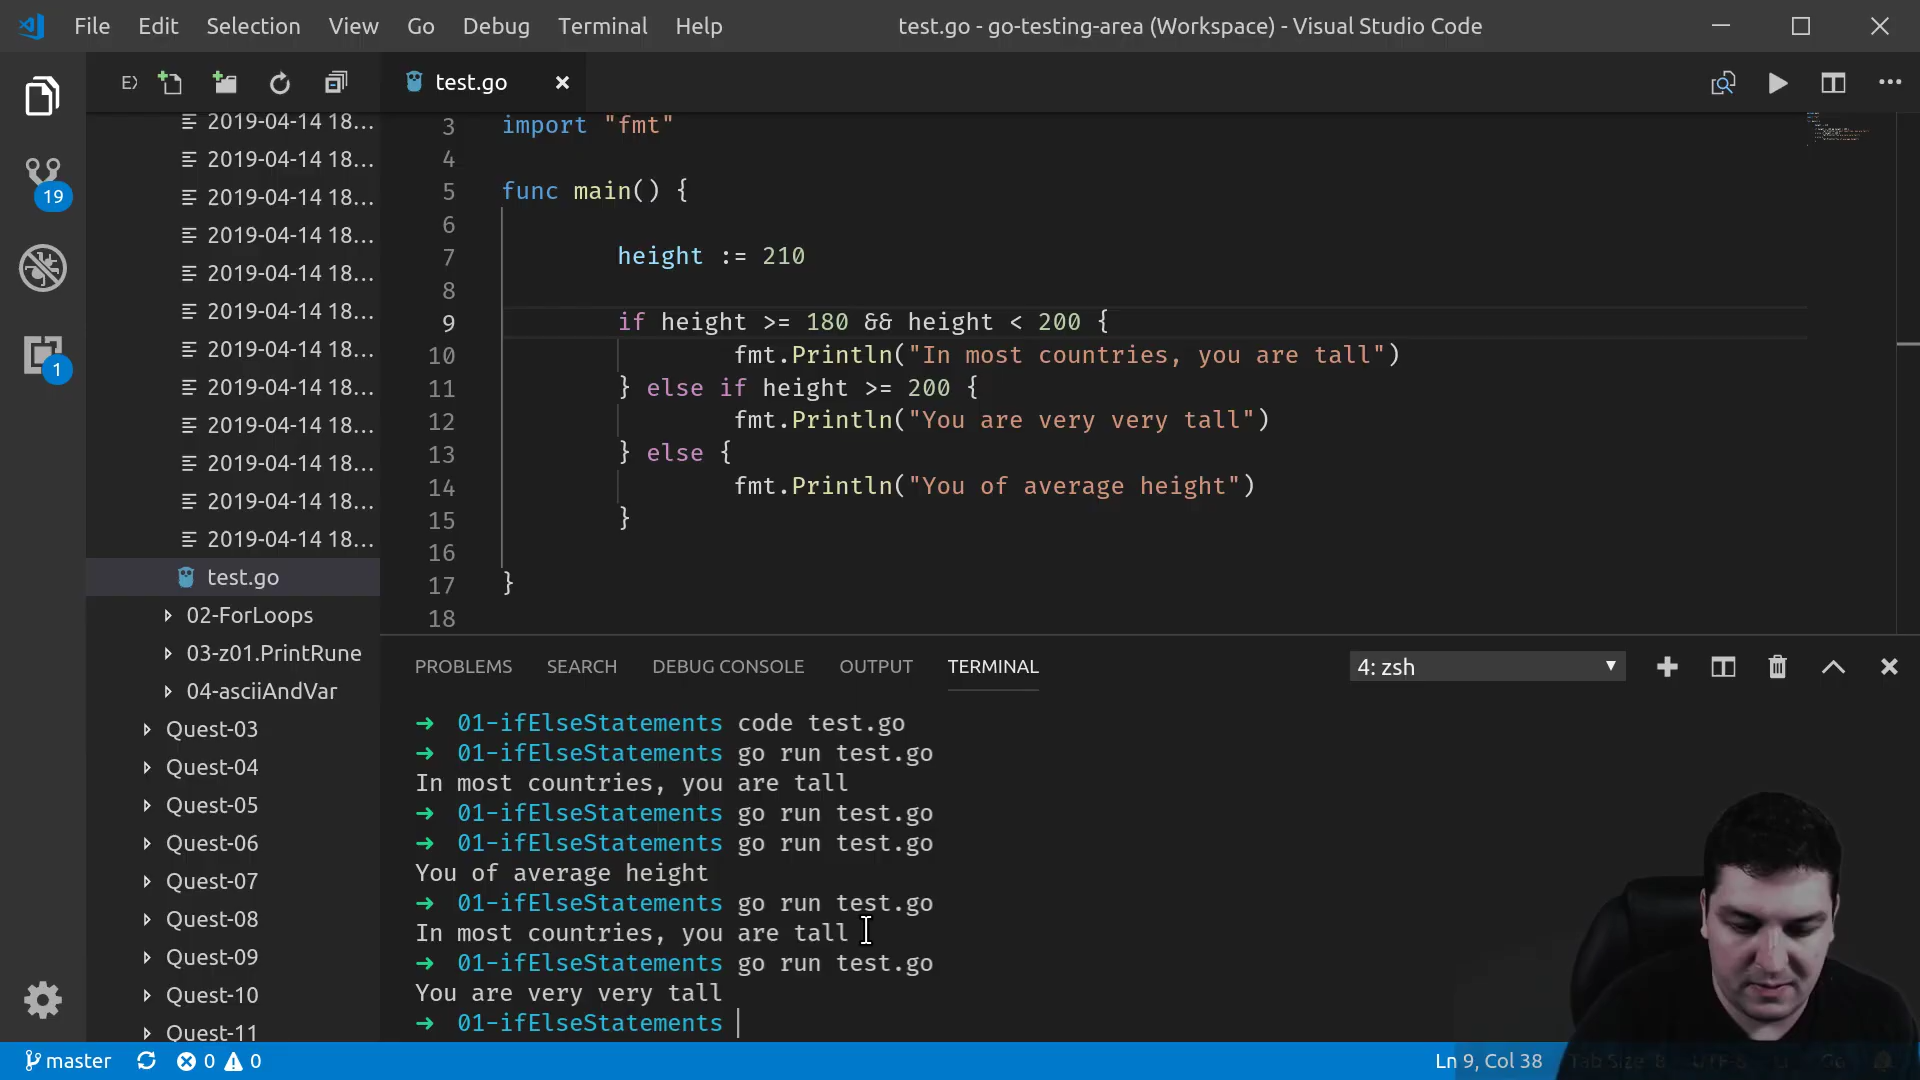 File Edit Selection View Go Debug Terminal Help
test.go - go-testing-area (Workspace) - Visual Studio Code
test.go
2019-04-14 18...
2019-04-14 18...
2019-04-14 18...
2019-04-14 18...
2019-04-14 18...
2019-04-14 18...
2019-04-14 18...
2019-04-14 18...
2019-04-14 18...
2019-04-14 18...
2019-04-14 18...
2019-04-14 18...
test.go
02-ForLoops
03-z01.PrintRune
04-asciiAndVar
Quest-03
Quest-04
Quest-05
Quest-06
Quest-07
Quest-08
Quest-09
Quest-10
Quest-11
19
1
3 import "fmt"
4
5 func main() {
6
7 height := 210
8
9 if height >= 180 && height < 200 {
10 fmt.Println("In most countries, you are tall")
11 } else if height >= 200 {
12 fmt.Println("You are very very tall")
13 } else {
14 fmt.Println("You of average height")
15 }
16
17 }
18
PROBLEMS SEARCH DEBUG CONSOLE OUTPUT TERMINAL
4: zsh
➜ 01-ifElseStatements code test.go
➜ 01-ifElseStatements go run test.go
In most countries, you are tall
➜ 01-ifElseStatements go run test.go
➜ 01-ifElseStatements go run test.go
You of average height
➜ 01-ifElseStatements go run test.go
In most countries, you are tall
➜ 01-ifElseStatements go run test.go
You are very very tall
➜ 01-ifElseStatements
master 0 0
Ln 9, Col 38 Tab Size: 8 UTF-8